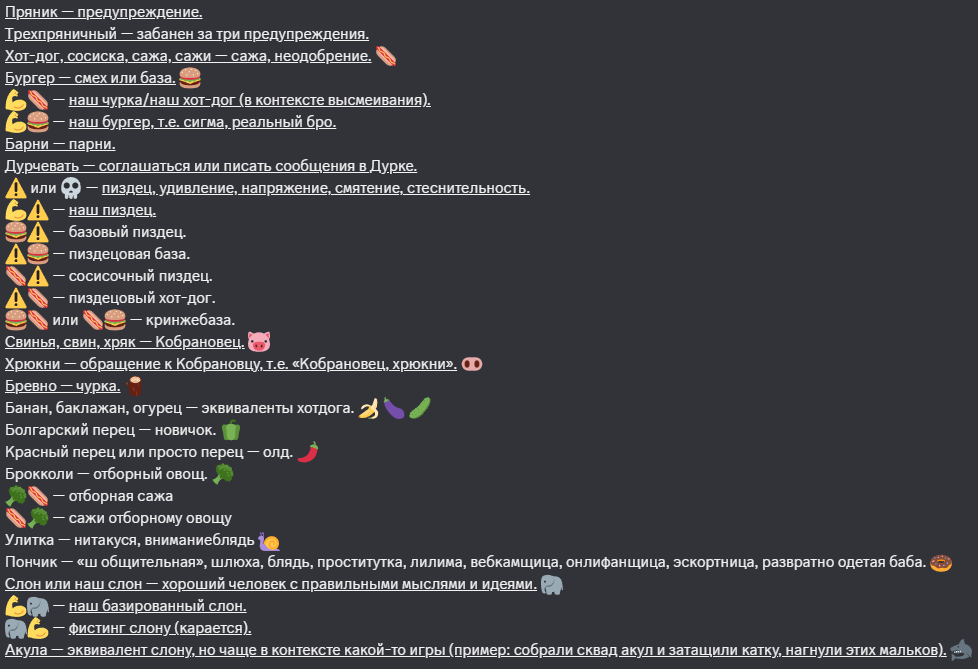 Пряник — предупреждение.
Трехпряничный — забанен за три предупреждения.
Хот-дог, сосиска, сажа, сажи — сажа, неодобрение. 🌭
Бургер — смех или база. 🍔
💪🌭 — наш чурка/наш хот-дог (в контексте высмеивания).
💪🍔 — наш бургер, т.е. сигма, реальный бро.
Барни — парни.
Дурчевать — соглашаться или писать сообщения в Дурке.
⚠️ или 💀 — пиздец, удивление, напряжение, смятение, стеснительность.
💪⚠️ — наш пиздец.
🍔⚠️ — базовый пиздец.
⚠️🍔 — пиздецовая база.
🌭⚠️ — сосисочный пиздец.
⚠️🌭 — пиздецовый хот-дог.
🍔🌭 или 🌭🍔 — кринжебаза.
Свинья, свин, хряк — Кобрановец. 🐷
Хрюкни — обращение к Кобрановцу, т.е. «Кобрановец, хрюкни». 🐽
Бревно — чурка. 🪵
Банан, баклажан, огурец — эквиваленты хотдога. 🍌🍆🥒
Болгарский перец — новичок. 🫑
Красный перец или просто перец — олд. 🌶️
Брокколи — отборный овощ. 🥦
🥦🌭 — отборная сажа
🌭🥦 — сажи отборному овощу
Улитка — нитакуся, вниманиеблядь 🐌
Пончик — «ш общительная», шлюха, блядь, проститутка, лилима, вебкамщица, онлифанщица, эскортница, развратно одетая баба. 🍩
Слон или наш слон — хороший человек с правильными мыслями и идеями. 🐘
💪🐘 — наш базированный слон.
🐘💪 — фистинг слону (карается).
Акула — эквивалент слону, но чаще в контексте какой-то игры (пример: собрали сквад акул и затащили катку, нагнули этих мальков). 🦈